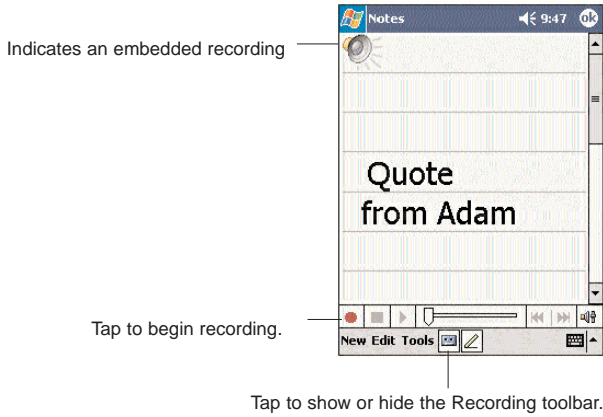 Notes 9:47 ok
Indicates an embedded recording
Quote
from Adam
Tap to begin recording.
New Edit Tools
Tap to show or hide the Recording toolbar.